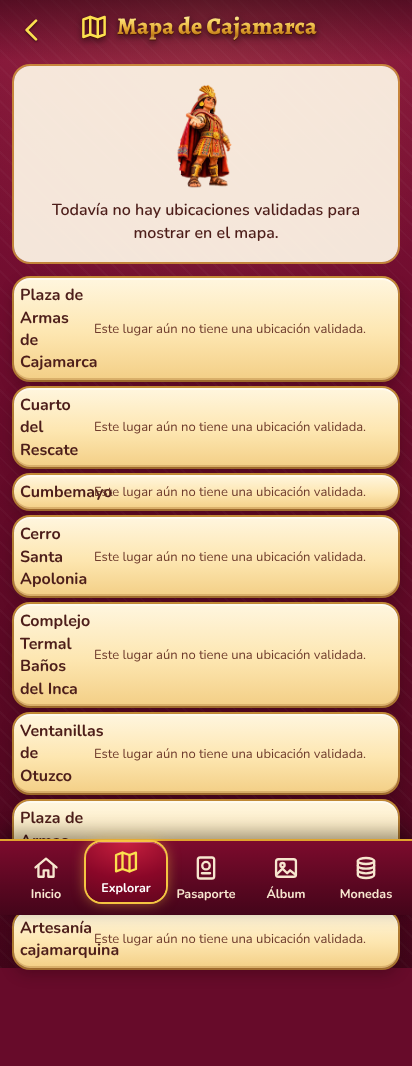 Mapa de Cajamarca
Todavía no hay ubicaciones validadas para
mostrar en el mapa.
Plaza de
Armas
de
Cajamarca
Este lugar aún no tiene una ubicación validada.
Cuarto
del
Rescate
Este lugar aún no tiene una ubicación validada.
Cumbemayo
Este lugar aún no tiene una ubicación validada.
Cerro
Santa
Apolonia
Este lugar aún no tiene una ubicación validada.
Complejo
Termal
Baños
del Inca
Este lugar aún no tiene una ubicación validada.
Ventanillas
de
Otuzco
Este lugar aún no tiene una ubicación validada.
Plaza de
Inicio
Explorar
Pasaporte
Álbum
Monedas
Artesanía
cajamarquina
Este lugar aún no tiene una ubicación validada.